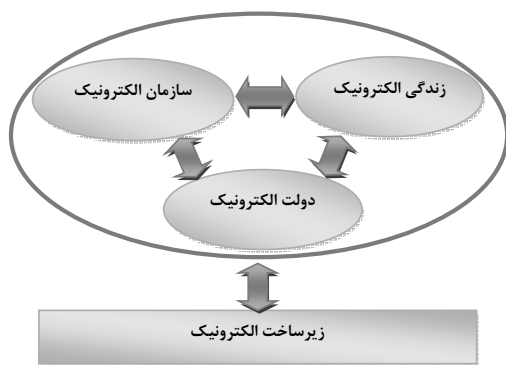 زندگی الکترونیک
سازمان الکترونیک
دولت الکترونیک
زیرساخت الکترونیک